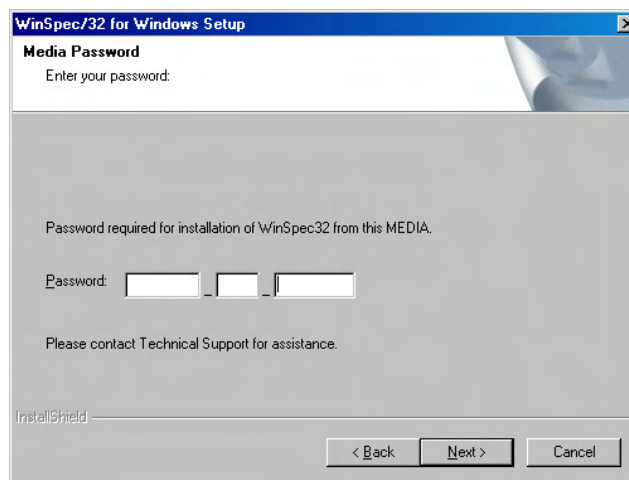 WinSpec/32 for Windows Setup
Media Password
Enter your password:
Password required for installation of WinSpec32 from this MEDIA.
Password: _ _
Please contact Technical Support for assistance.
InstallShield
< Back Next > Cancel